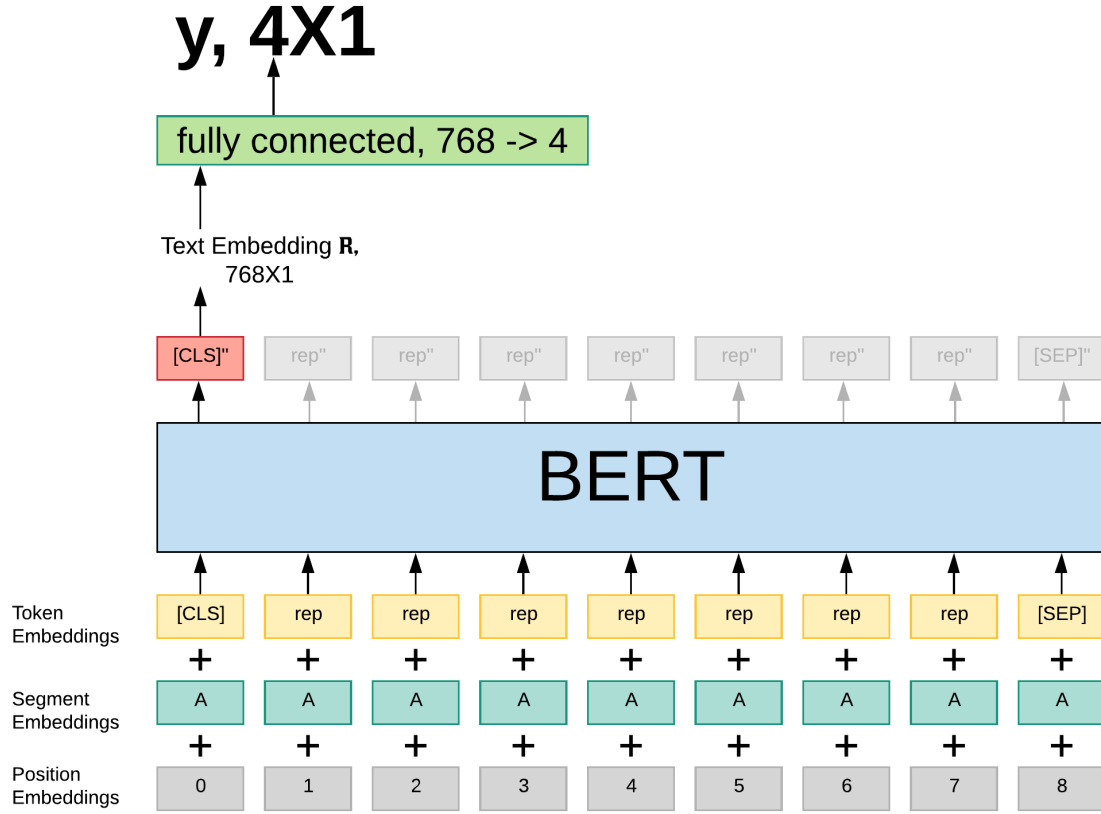 y, 4X1
fully connected, 768 -> 4
Text Embedding R,
768X1
[CLS]" rep" rep" rep" rep" rep" rep" rep" [SEP]"
BERT
Token
Embeddings
[CLS] rep rep rep rep rep rep rep [SEP]
+ + + + + + + + +
Segment
Embeddings
A A A A A A A A A
+ + + + + + + + +
Position
Embeddings
0 1 2 3 4 5 6 7 8